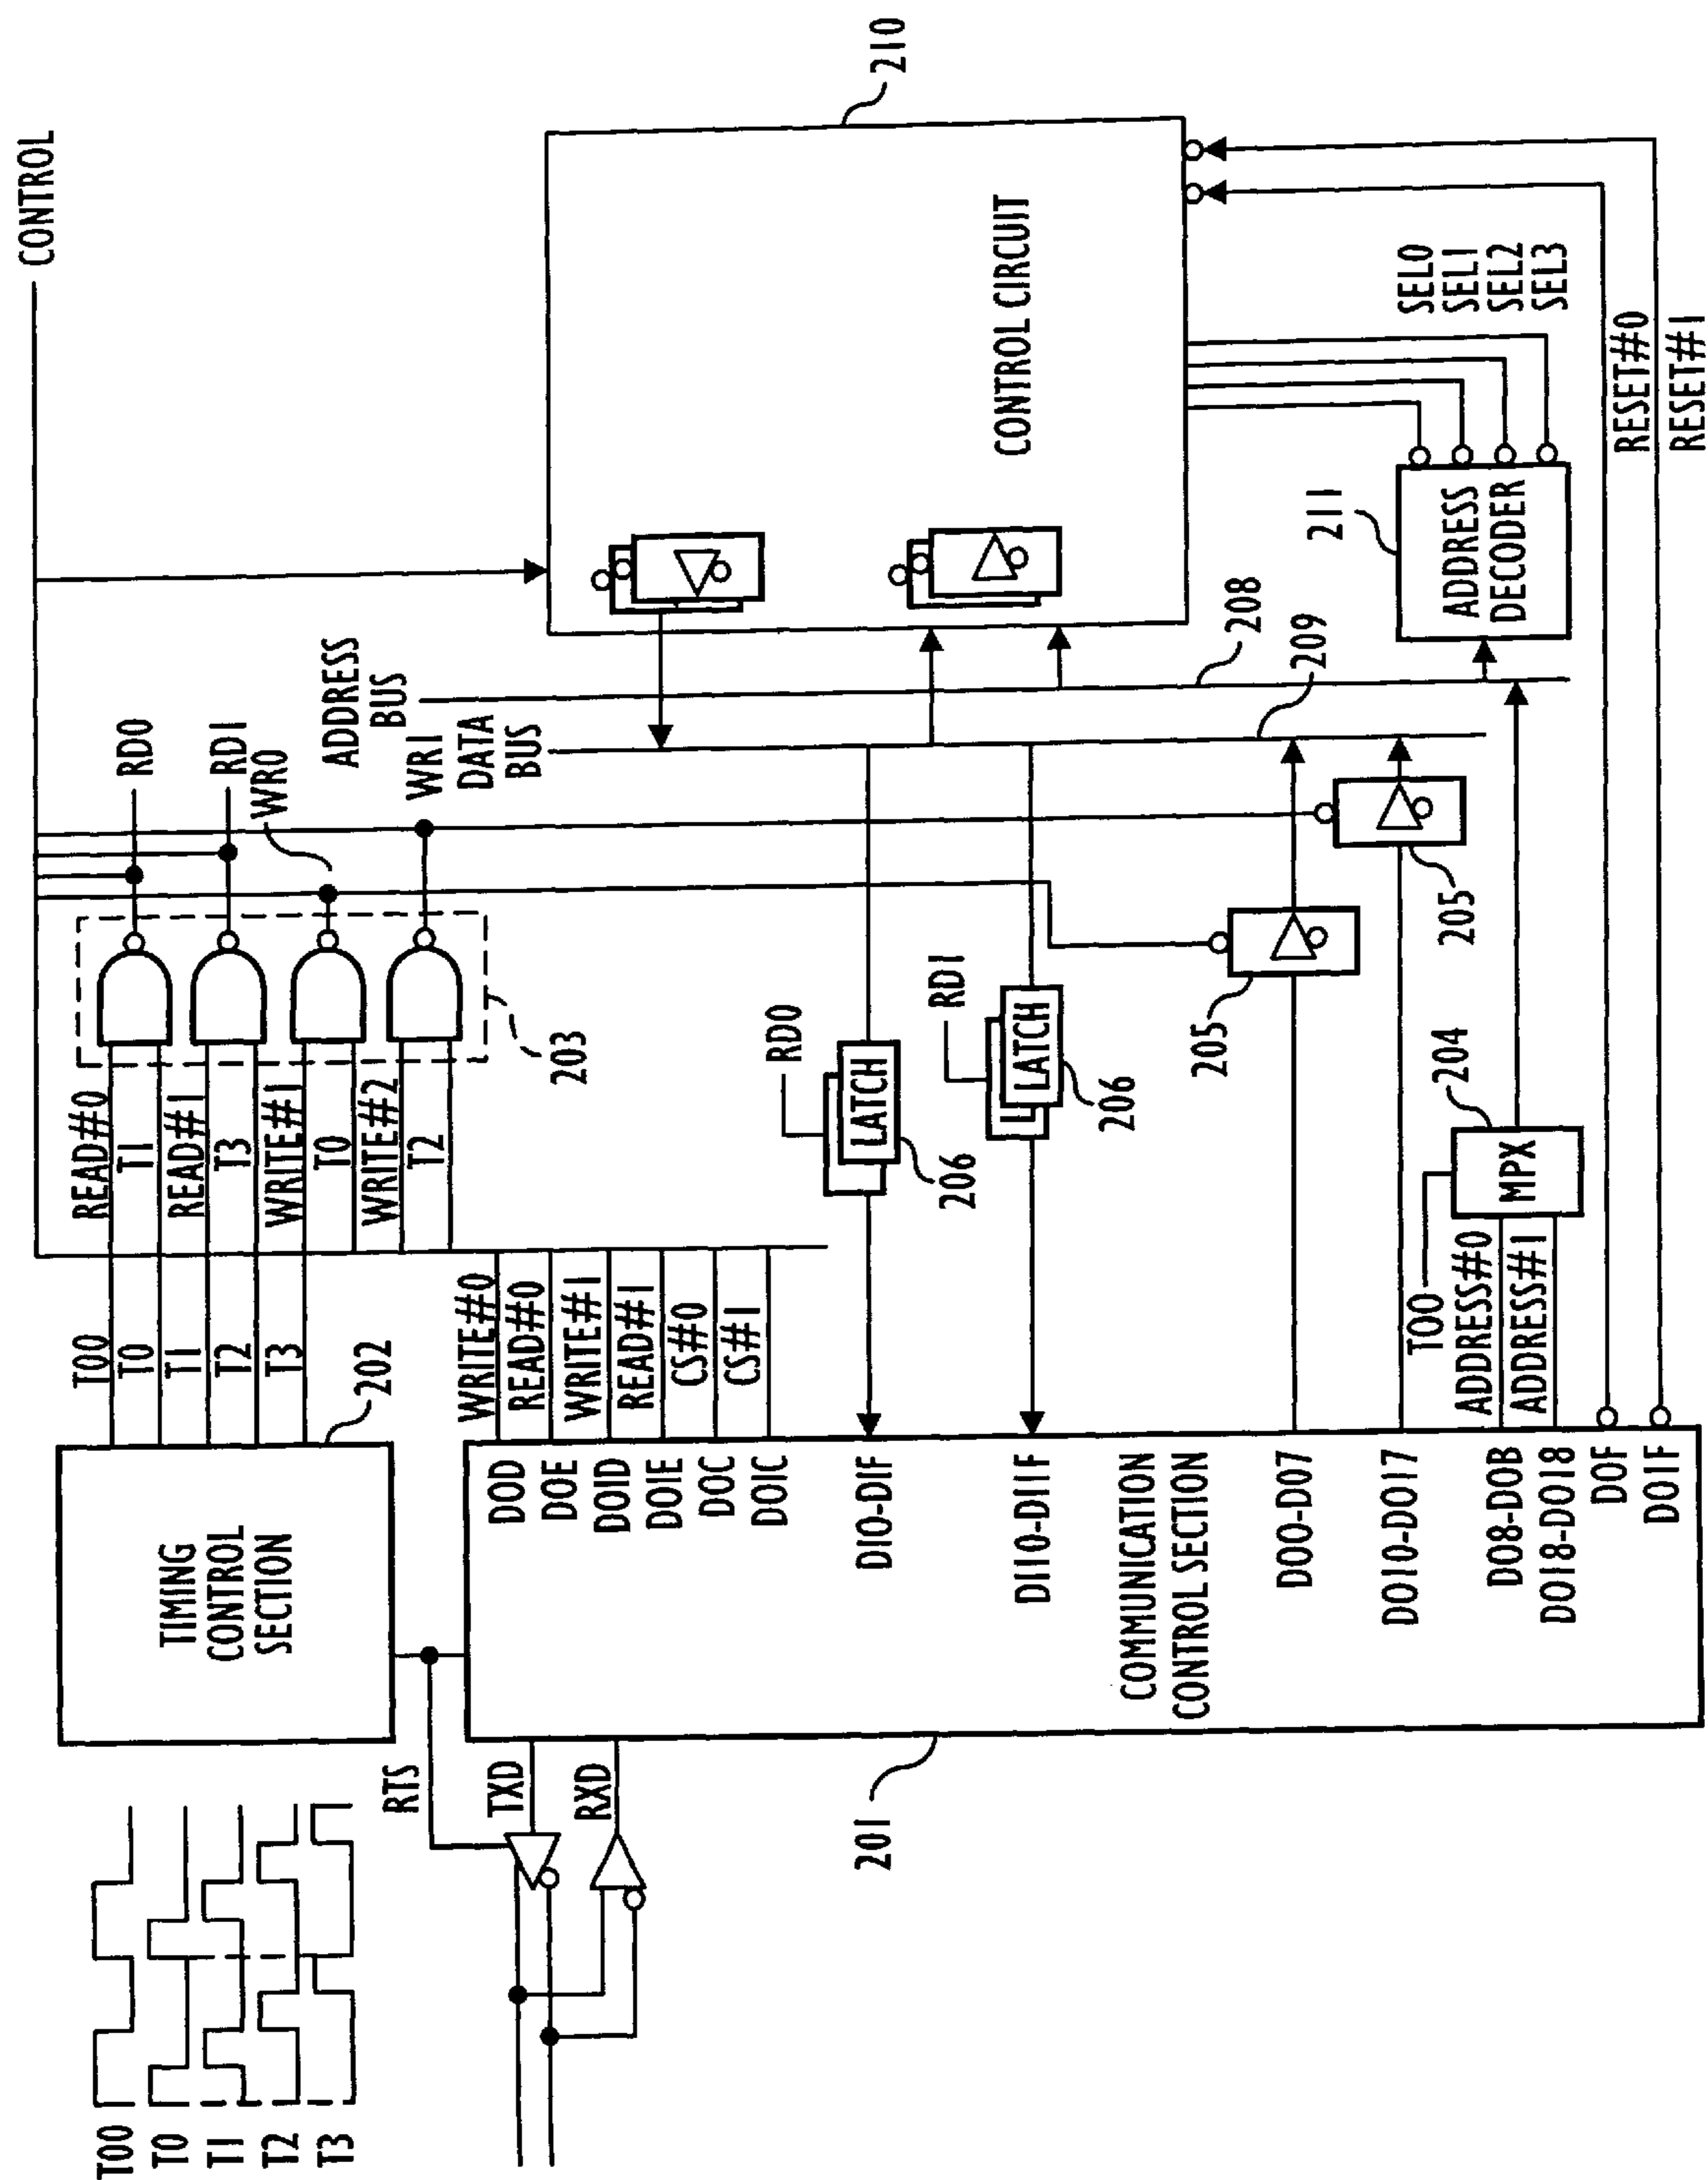 T00
T0
T1
T2
T3
TIMING
CONTROL
SECTION
202
T00
T0
T1
T2
T3
READ#0
T1
READ#1
T3
WRITE#1
T0
WRITE#2
T2
203
RD0
RD1
WR0
WR1
CONTROL
ADDRESS
BUS
DATA
BUS
RTS
TXD
RXD
201
WRITE#0
READ#0
WRITE#1
READ#1
CS#0
CS#1
DOD
DOE
DO1D
DO1E
DOC
DO1C
DI0-DIF
DI10-DI1F
COMMUNICATION
CONTROL SECTION
DO0-DO7
DO10-DO17
DO8-DOB
DO18-DO18
DOF
DO1F
RD0
LATCH
206
RD1
L
LATCH
206
205
205
T00
ADDRESS#0
ADDRESS#1
MPX
204
208
209
CONTROL CIRCUIT
210
211
ADDRESS
DECODER
SEL0
SEL1
SEL2
SEL3
RESET#0
RESET#1